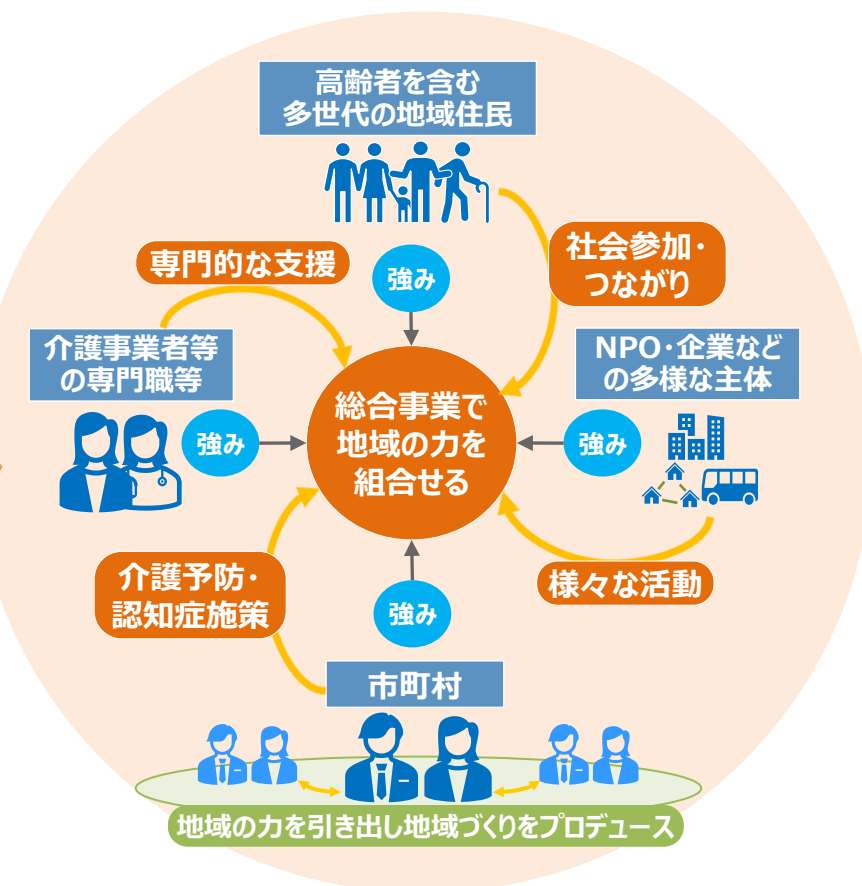 高齢者を含む
多世代の地域住民
専門的な支援
強み
社会参加・
つながり
介護事業者等
の専門職等
強み
総合事業で
地域の力を
組合せる
強み
NPO・企業など
の多様な主体
介護予防・
認知症施策
強み
様々な活動
市町村
地域の力を引き出し地域づくりをプロデュース